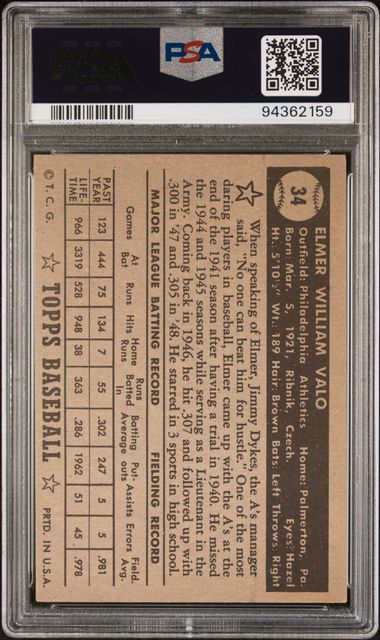 PSA
94362159
34
ELMER WILLIAM VALO
Outfield: Philadelphia Athletics Home: Palmerton, Pa.
Born: Mar. 5, 1921, Ribnik, Czech. Eyes: Hazel
Ht.: 5'10½" Wt.: 189 Hair: Brown Bats: Left Throws: Right
When speaking of Elmer, Jimmy Dykes, the A's manager
said, "No one can beat him for hustle." One of the most
daring players in baseball, Elmer came up with the A's at the
end of the 1941 season after having a trial in 1940. He missed
the 1944 and 1945 seasons while serving as a Lieutenant in the
Army. Coming back in 1946, he hit .307 and followed up with
.300 in '47 and .305 in '48. He starred in 3 sports in high school.
MAJOR LEAGUE BATTING RECORD FIELDING RECORD
Games At Bat Runs Hits Home Runs Runs Batted In Batting Average Put-outs Assists Errors Field. Avg.
PAST YEAR 123 444 75 134 7 55 .302 247 5 5 .981
LIFE-TIME 966 3319 528 948 38 363 .286 1962 51 45 .978
© T. C. G. TOPPS BASEBALL PRTD. IN U.S.A.